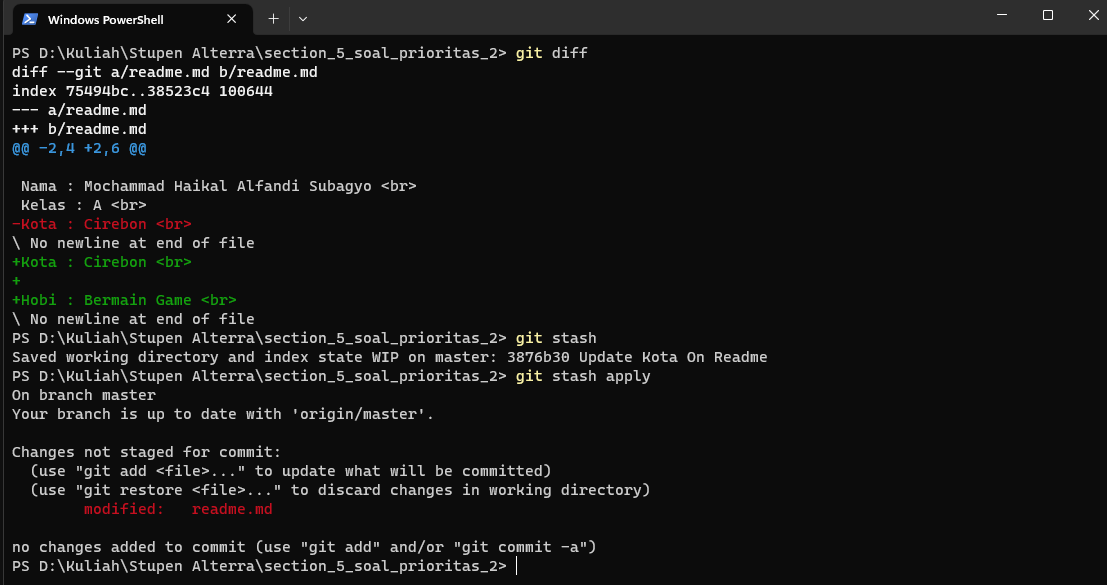 Windows PowerShell
PS D:\Kuliah\Stupen Alterra\section_5_soal_prioritas_2> git diff
diff --git a/readme.md b/readme.md
index 75494bc..38523c4 100644
--- a/readme.md
+++ b/readme.md
@@ -2,4 +2,6 @@
 Nama : Mochammad Haikal Alfandi Subagyo <br>
 Kelas : A <br>
-Kota : Cirebon <br>
\ No newline at end of file
+Kota : Cirebon <br>
+
+Hobi : Bermain Game <br>
\ No newline at end of file
PS D:\Kuliah\Stupen Alterra\section_5_soal_prioritas_2> git stash
Saved working directory and index state WIP on master: 3876b30 Update Kota On Readme
PS D:\Kuliah\Stupen Alterra\section_5_soal_prioritas_2> git stash apply
On branch master
Your branch is up to date with 'origin/master'.
Changes not staged for commit:
  (use "git add <file>..." to update what will be committed)
  (use "git restore <file>..." to discard changes in working directory)
        modified:   readme.md
no changes added to commit (use "git add" and/or "git commit -a")
PS D:\Kuliah\Stupen Alterra\section_5_soal_prioritas_2>